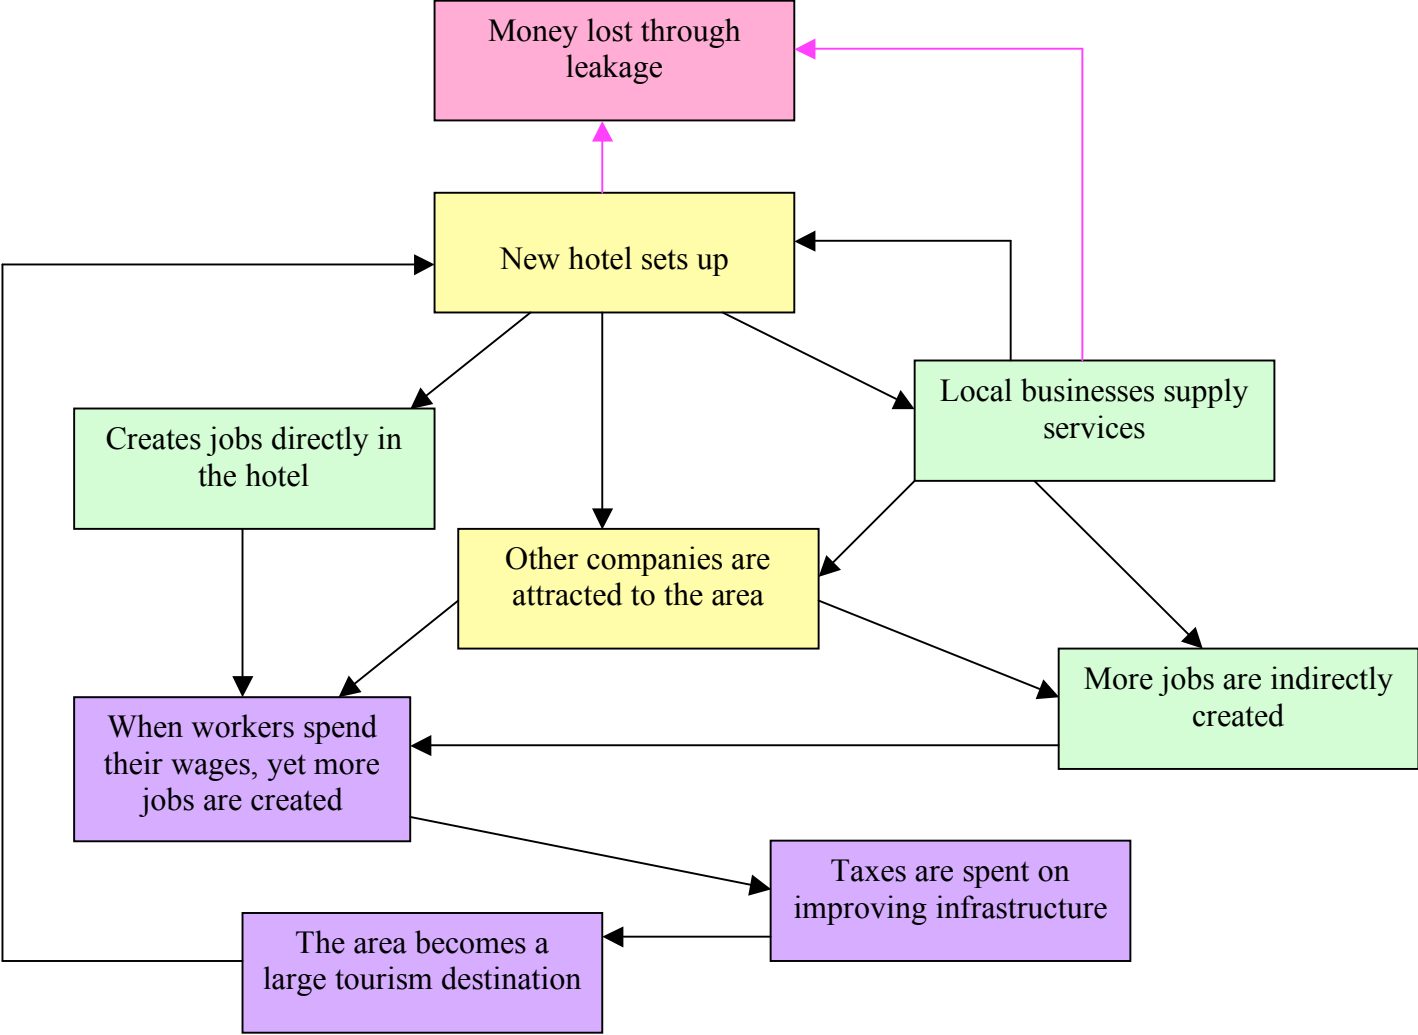 Money lost through
leakage
New hotel sets up
Local businesses supply
services
Creates jobs directly in
the hotel
Other companies are
attracted to the area
More jobs are indirectly
created
When workers spend
their wages, yet more
jobs are created
Taxes are spent on
improving infrastructure
The area becomes a
large tourism destination